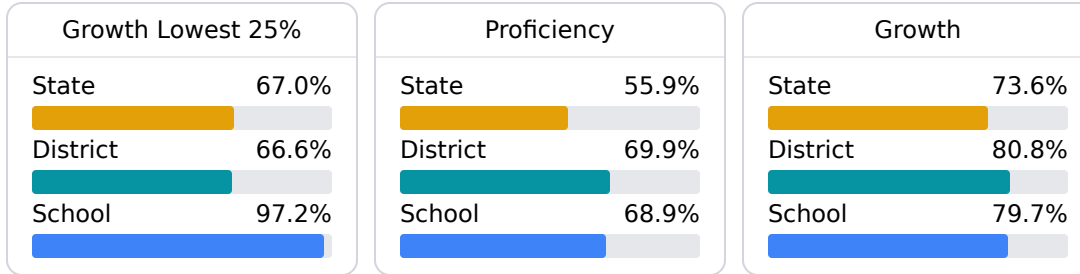 Growth Lowest 25%
State 67.0%
District 66.6%
School 97.2%
Proficiency
State 55.9%
District 69.9%
School 68.9%
Growth
State 73.6%
District 80.8%
School 79.7%